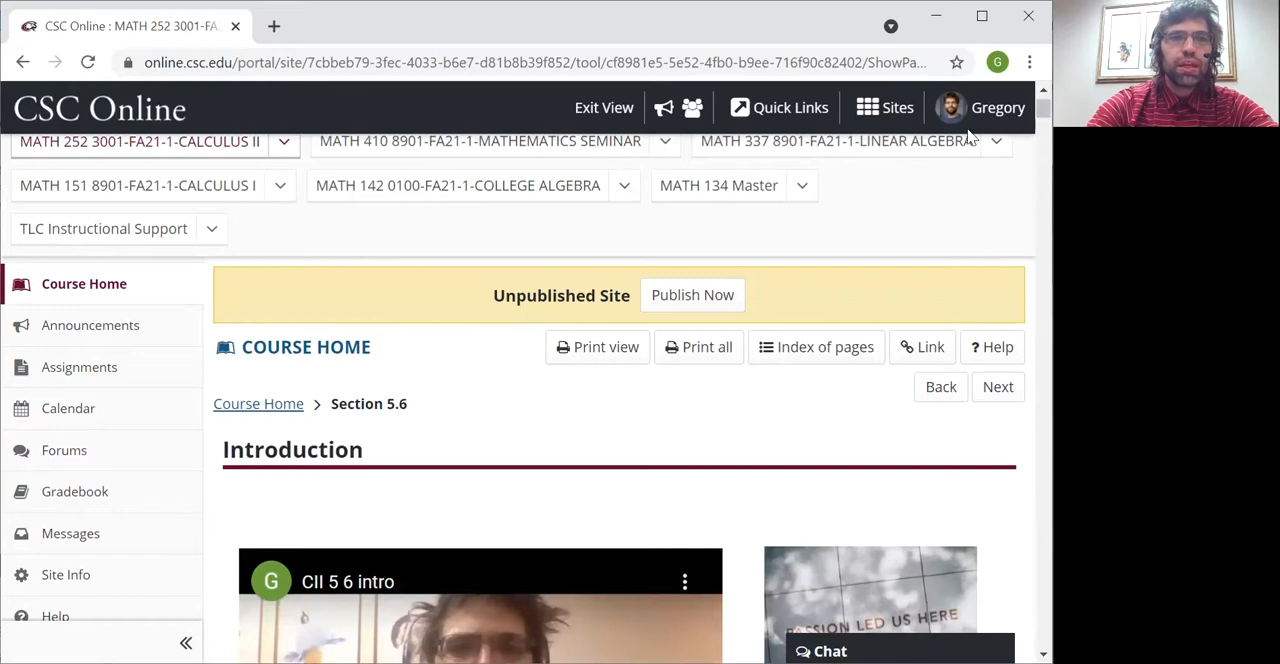 CSC Online : MATH 252 3001-FA
online.csc.edu/portal/site/7cbbeb79-3fec-4033-b6e7-d81b8b39f852/tool/cf8981e5-5e52-4fb0-b9ee-716f90c82402/ShowPa...
G
CSC Online
Exit View
Quick Links
Sites
Gregory
MATH 252 3001-FA21-1-CALCULUS II
MATH 410 8901-FA21-1-MATHEMATICS SEMINAR
MATH 337 8901-FA21-1-LINEAR ALGEBRA
MATH 151 8901-FA21-1-CALCULUS I
MATH 142 0100-FA21-1-COLLEGE ALGEBRA
MATH 134 Master
TLC Instructional Support
Course Home
Announcements
Assignments
Calendar
Forums
Gradebook
Messages
Site Info
Help
Unpublished Site
Publish Now
COURSE HOME
Print view
Print all
Index of pages
Link
? Help
Back
Next
Course Home > Section 5.6
Introduction
G
CII 5 6 intro
PASSION LED US HERE
Chat